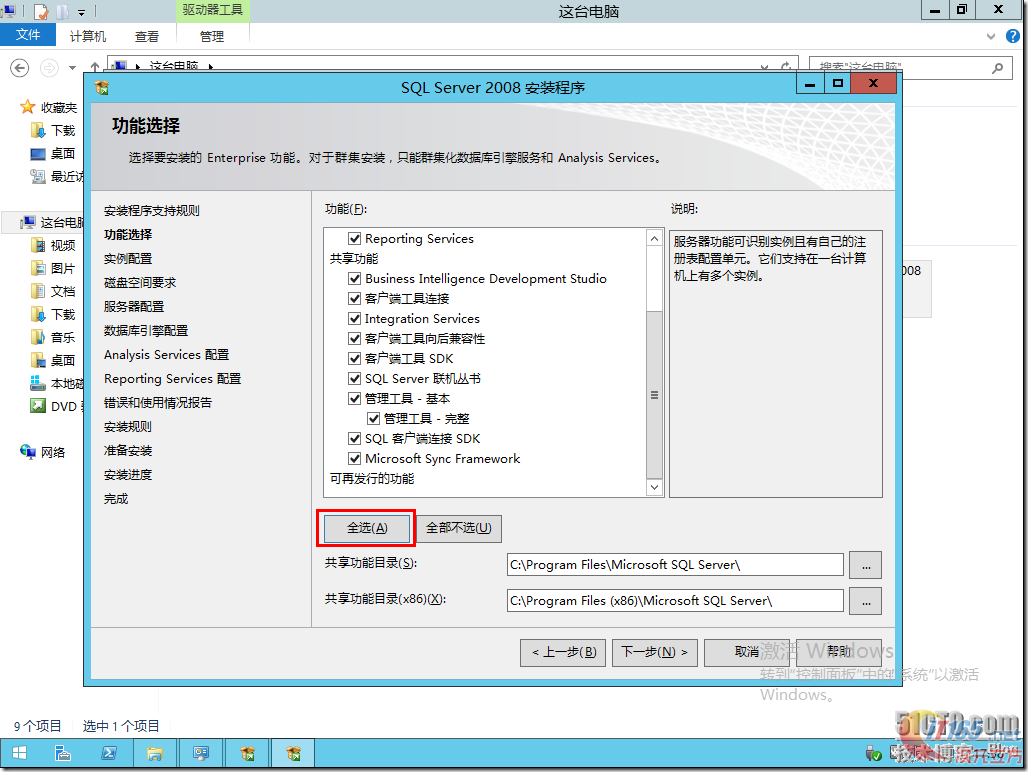 驱动器工具
这台电脑
文件
计算机
查看
管理
这台电脑
搜索"这台电脑"
收藏夹
下载
桌面
最近访
这台电脑
视频
图片
文档
下载
音乐
桌面
本地磁
DVD
网络
008
SQL Server 2008 安装程序
功能选择
选择要安装的 Enterprise 功能。对于群集安装，只能群集化数据库引擎服务和 Analysis Services。
安装程序支持规则
功能选择
实例配置
磁盘空间要求
服务器配置
数据库引擎配置
Analysis Services 配置
Reporting Services 配置
错误和使用情况报告
安装规则
准备安装
安装进度
完成
功能(F):
Reporting Services
共享功能
Business Intelligence Development Studio
客户端工具连接
Integration Services
客户端工具向后兼容性
客户端工具 SDK
SQL Server 联机丛书
管理工具 - 基本
管理工具 - 完整
SQL 客户端连接 SDK
Microsoft Sync Framework
可再发行的功能
说明:
服务器功能可识别实例且有自己的注
册表配置单元。它们支持在一台计算
机上有多个实例。
全选(A)
全部不选(U)
共享功能目录(S):
C:\Program Files\Microsoft SQL Server\
...
共享功能目录(x86)(X):
C:\Program Files (x86)\Microsoft SQL Server\
...
< 上一步(B)
下一步(N) >
取消
帮助
激活 Windows
转到"控制面板"中的"系统"以激活
Windows。
9 个项目
选中 1 个项目
51CTO.com
技术博客
Blog